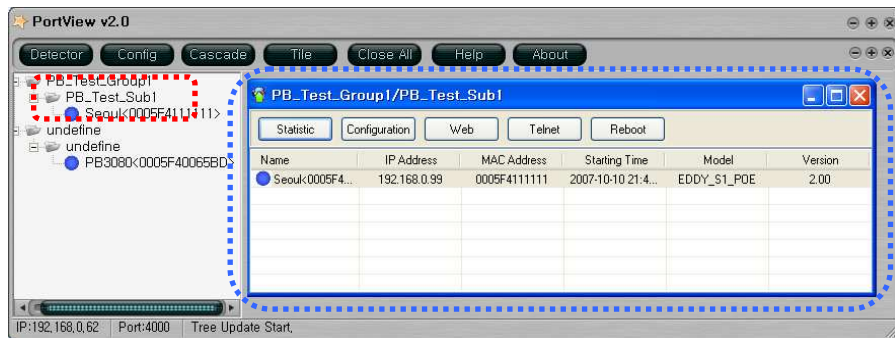 PortView v2.0
Detector Config Cascade Tile Close All Help About
PB_Test_Group1
PB_Test_Sub1
Seoul<0005F4111111>
undefine
undefine
PB3080<0005F40065BD>
PB_Test_Group1/PB_Test_Sub1
Statistic Configuration Web Telnet Reboot
Name IP Address MAC Address Starting Time Model Version
Seoul<0005F4... 192.168.0.99 0005F4111111 2007-10-10 21:4... EDDY_S1_POE 2.00
IP:192,168,0,62 Port:4000 Tree Update Start,